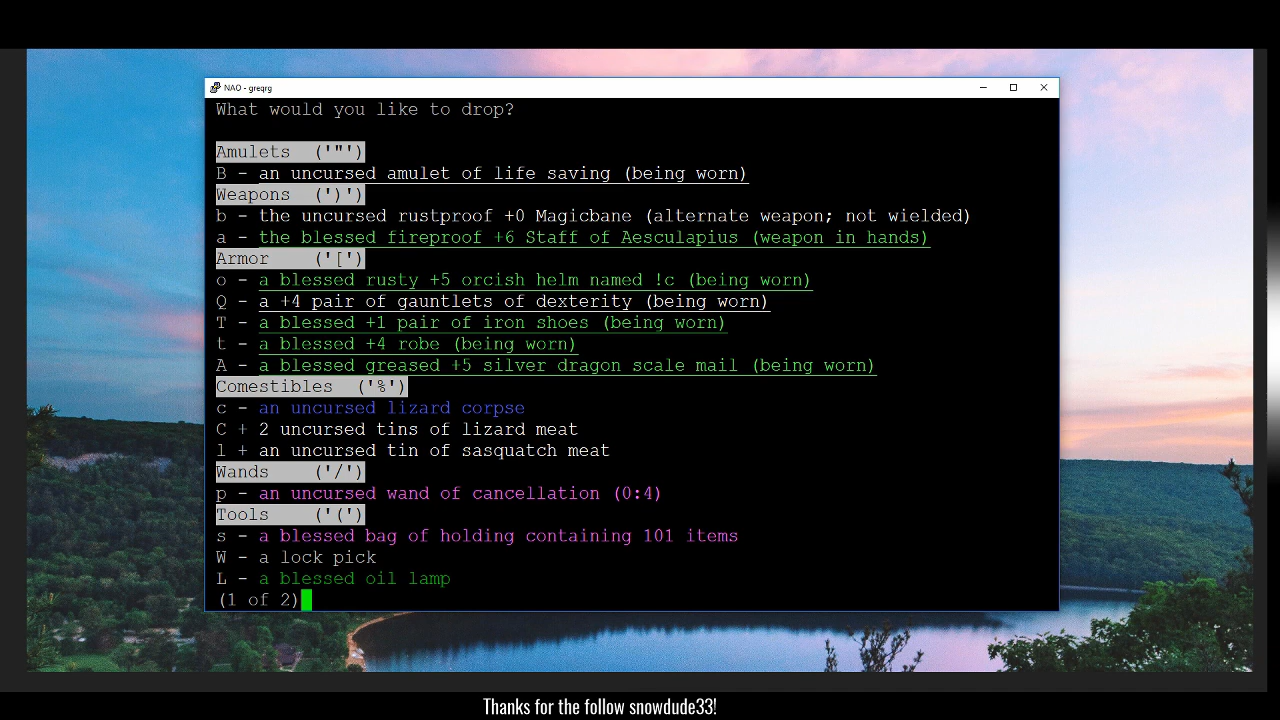 NAO - greqrg
What would you like to drop?
Amulets ('"')
B - an uncursed amulet of life saving (being worn)
Weapons (')')
b - the uncursed rustproof +0 Magicbane (alternate weapon; not wielded)
a - the blessed fireproof +6 Staff of Aesculapius (weapon in hands)
Armor ('[')
o - a blessed rusty +5 orcish helm named !c (being worn)
Q - a +4 pair of gauntlets of dexterity (being worn)
T - a blessed +1 pair of iron shoes (being worn)
t - a blessed +4 robe (being worn)
A - a blessed greased +5 silver dragon scale mail (being worn)
Comestibles ('%')
c - an uncursed lizard corpse
C + 2 uncursed tins of lizard meat
l + an uncursed tin of sasquatch meat
Wands ('/')
p - an uncursed wand of cancellation (0:4)
Tools ('(')
s - a blessed bag of holding containing 101 items
W - a lock pick
L - a blessed oil lamp
(1 of 2)
Thanks for the follow snowdude33!